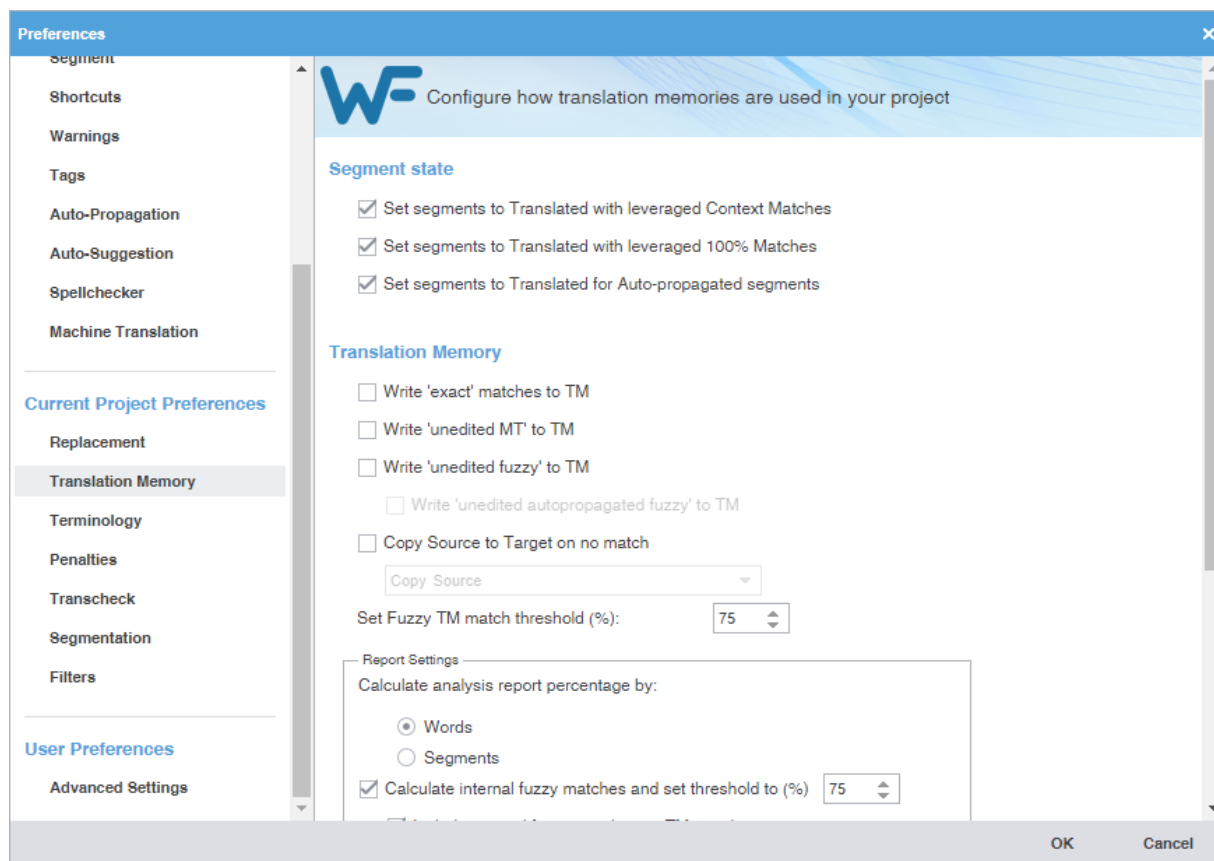 Preferences
Segment
Shortcuts
Warnings
Tags
Auto-Propagation
Auto-Suggestion
Spellchecker
Machine Translation
Current Project Preferences
Replacement
Translation Memory
Terminology
Penalties
Transcheck
Segmentation
Filters
User Preferences
Advanced Settings
WF
Configure how translation memories are used in your project
Segment state
Set segments to Translated with leveraged Context Matches
Set segments to Translated with leveraged 100% Matches
Set segments to Translated for Auto-propagated segments
Translation Memory
Write 'exact' matches to TM
Write 'unedited MT' to TM
Write 'unedited fuzzy' to TM
Write 'unedited autopropagated fuzzy' to TM
Copy Source to Target on no match
Copy Source
Set Fuzzy TM match threshold (%): 75
Report Settings
Calculate analysis report percentage by:
Words
Segments
Calculate internal fuzzy matches and set threshold to (%) 75
OK Cancel